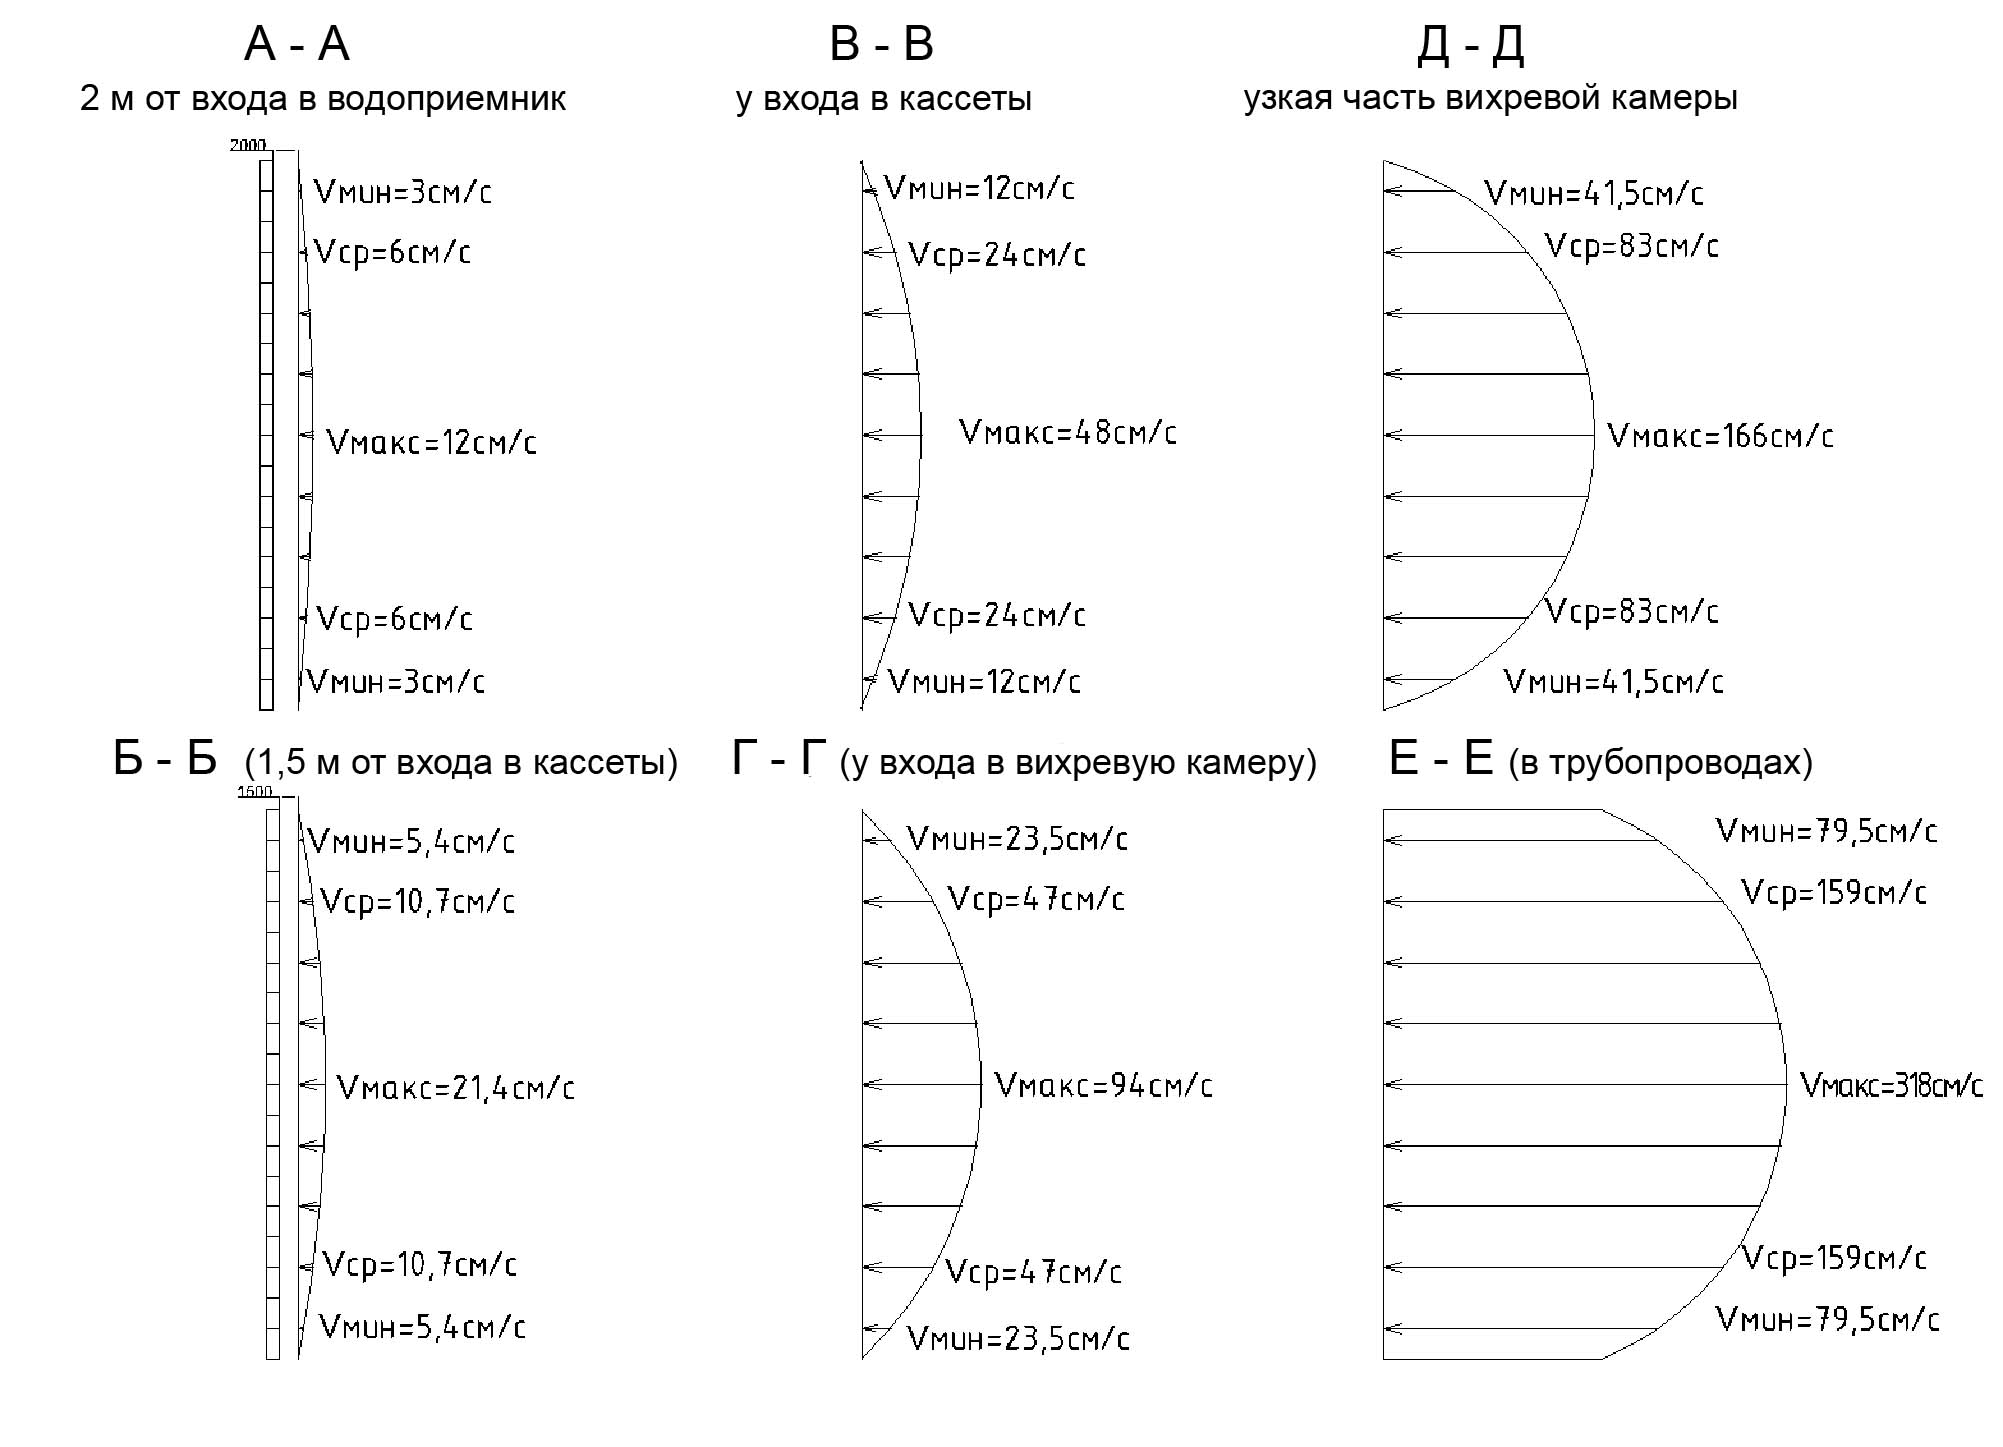 А - А
2 м от входа в водоприемник
2000
Vмин=3см/с
Vср=6см/с
Vмакс=12см/с
Vср=6см/с
Vмин=3см/с
В - В
у входа в кассеты
Vмин=12см/с
Vср=24см/с
Vмакс=48см/с
Vср=24см/с
Vмин=12см/с
Д - Д
узкая часть вихревой камеры
Vмин=41,5см/с
Vср=83см/с
Vмакс=166см/с
Vср=83см/с
Vмин=41,5см/с
Б - Б (1,5 м от входа в кассеты)
1500
Vмин=5,4см/с
Vср=10,7см/с
Vмакс=21,4см/с
Vср=10,7см/с
Vмин=5,4см/с
Г - Г (у входа в вихревую камеру)
Vмин=23,5см/с
Vср=47см/с
Vмакс=94см/с
Vср=47см/с
Vмин=23,5см/с
Е - Е (в трубопроводах)
Vмин=79,5см/с
Vср=159см/с
Vмакс=318см/с
Vср=159см/с
Vмин=79,5см/с